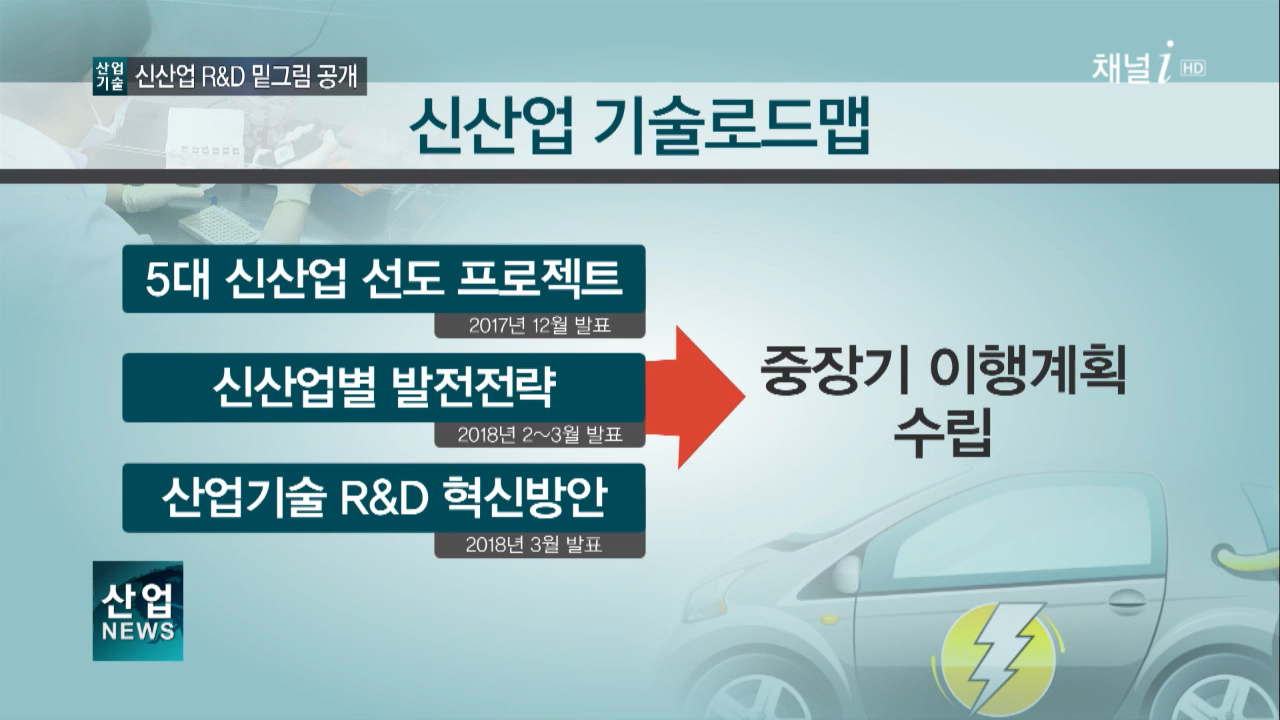 산업
기술
신산업 R&D 밑그림 공개
채널i HD
신산업 기술로드맵
5대 신산업 선도 프로젝트
2017년 12월 발표
신산업별 발전전략
2018년 2~3월 발표
산업기술 R&D 혁신방안
2018년 3월 발표
중장기 이행계획
수립
산업
NEWS